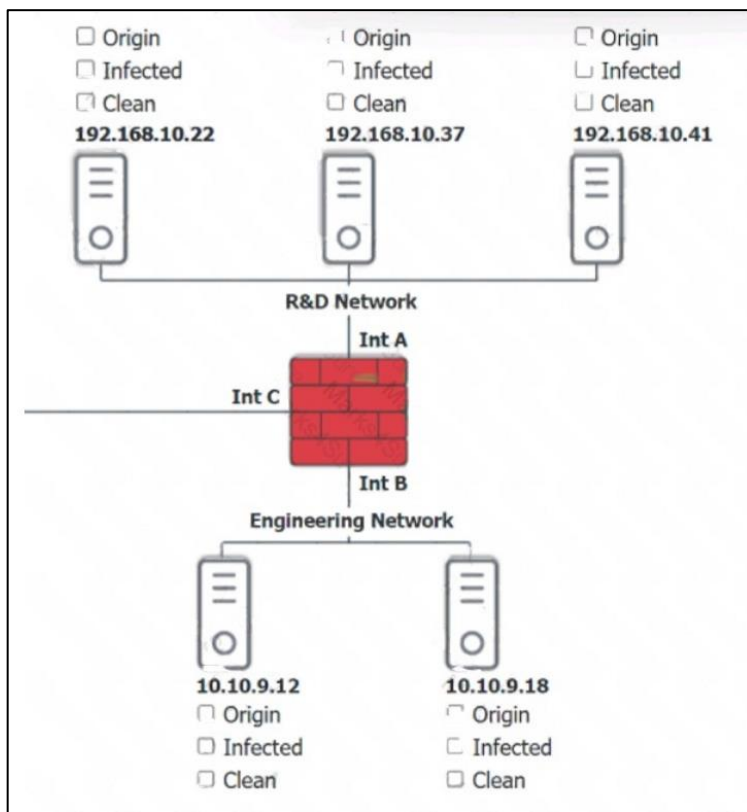 Origin
Infected
Clean
192.168.10.22
Origin
Infected
Clean
192.168.10.37
Origin
Infected
Clean
192.168.10.41
R&D Network
Int A
Int C
Int B
Engineering Network
10.10.9.12
Origin
Infected
Clean
10.10.9.18
Origin
Infected
Clean